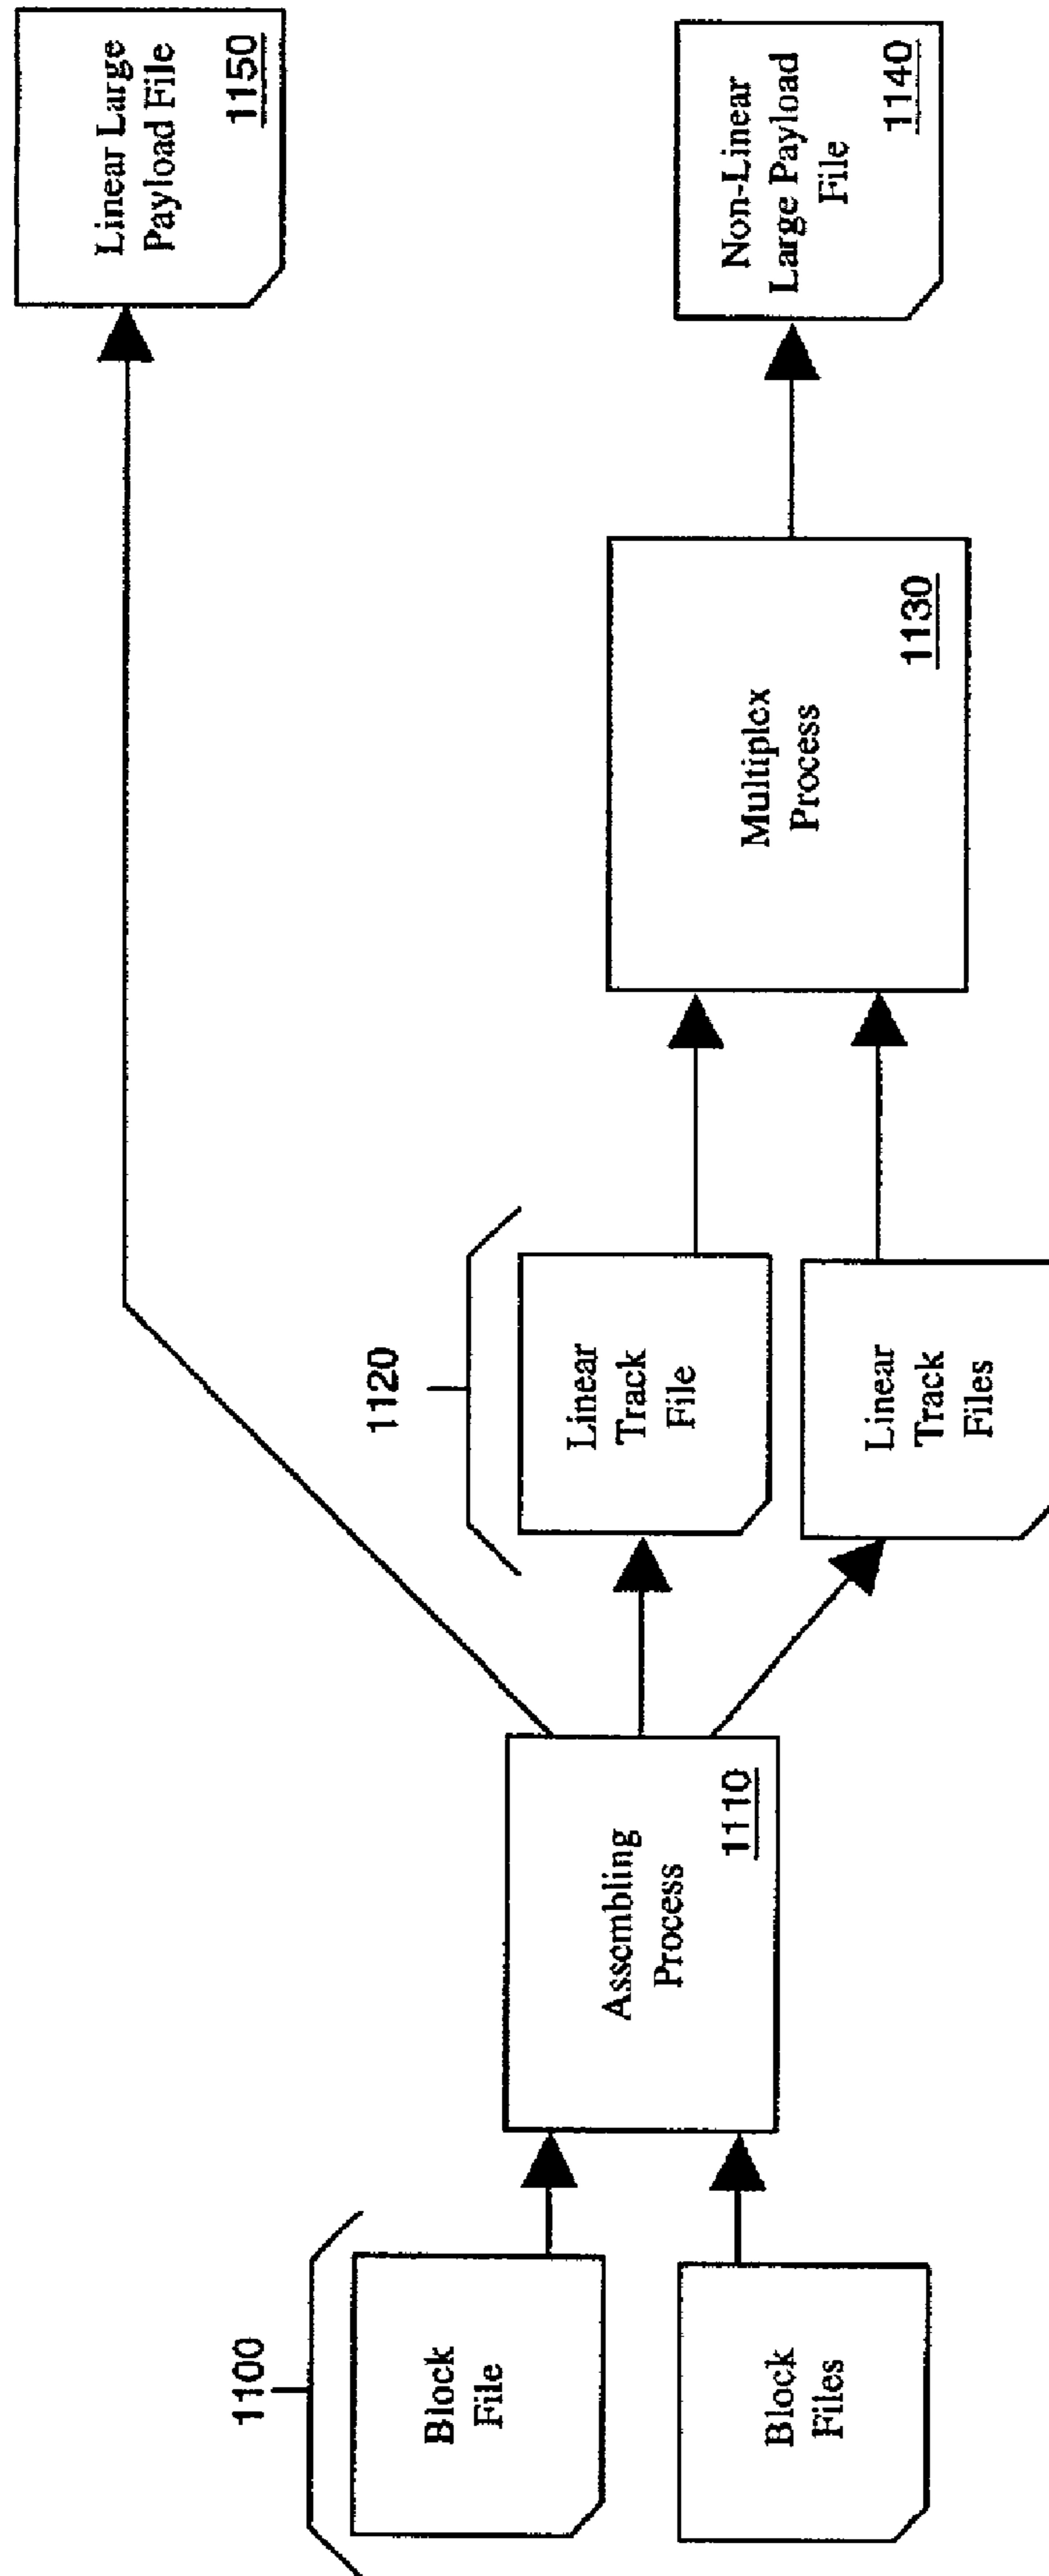 1100
Block
File
Block
Files
Assembling
Process
1110
1120
Linear
Track
File
Linear
Track
Files
Multiplex
Process
1130
Non-Linear
Large Payload
File
1140
Linear Large
Payload File
1150